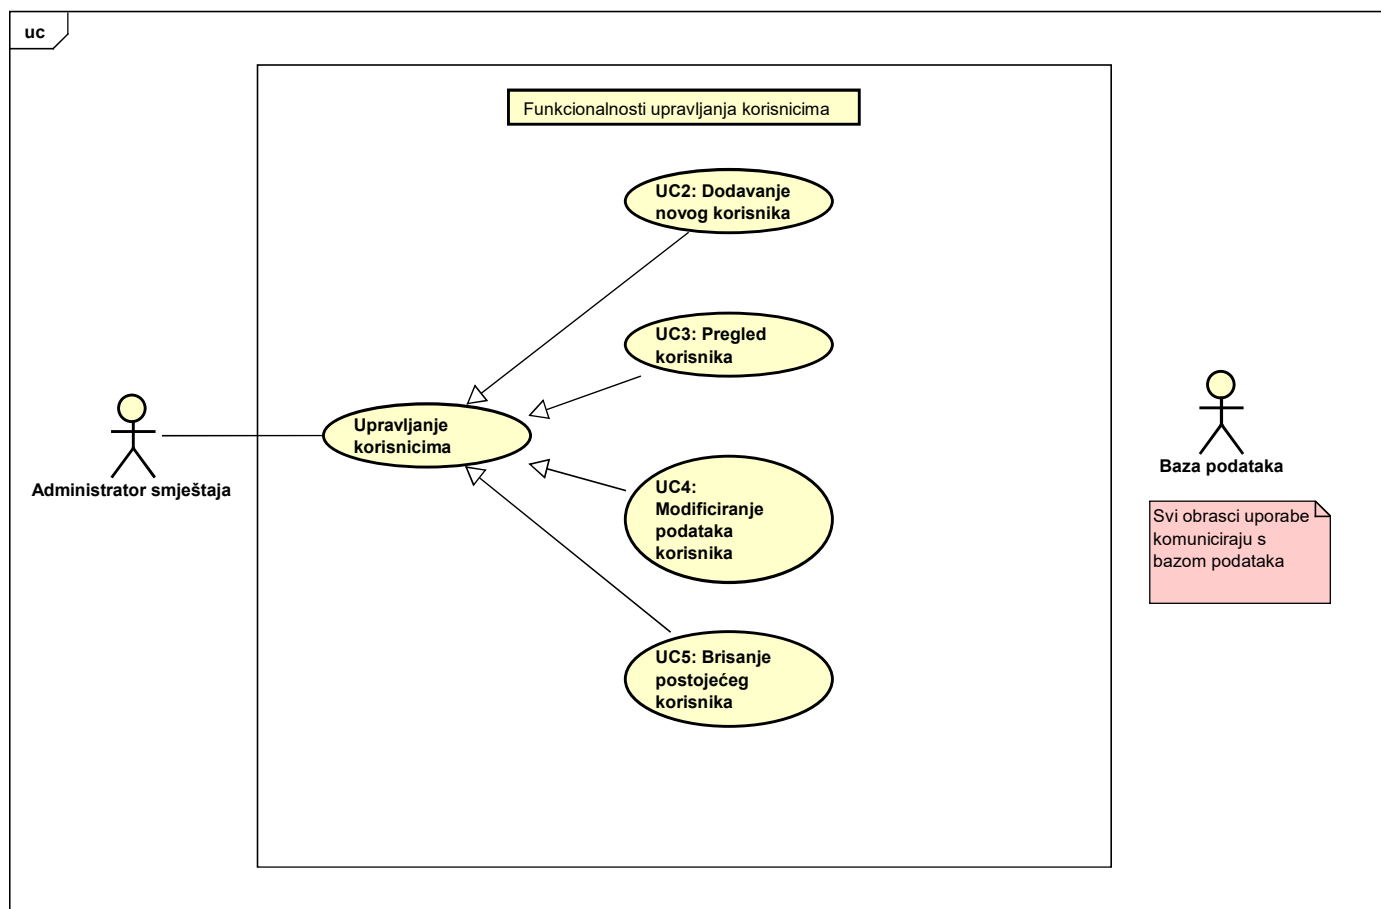 uc
Funkcionalnosti upravljanja korisnicima
UC2: Dodavanje
novog korisnika
UC3: Pregled
korisnika
Upravljanje
korisnicima
Administrator smještaja
Baza podataka
UC4:
Modificiranje
podataka
korisnika
Svi obrasci uporabe
komuniciraju s
bazom podataka
UC5: Brisanje
postojećeg
korisnika